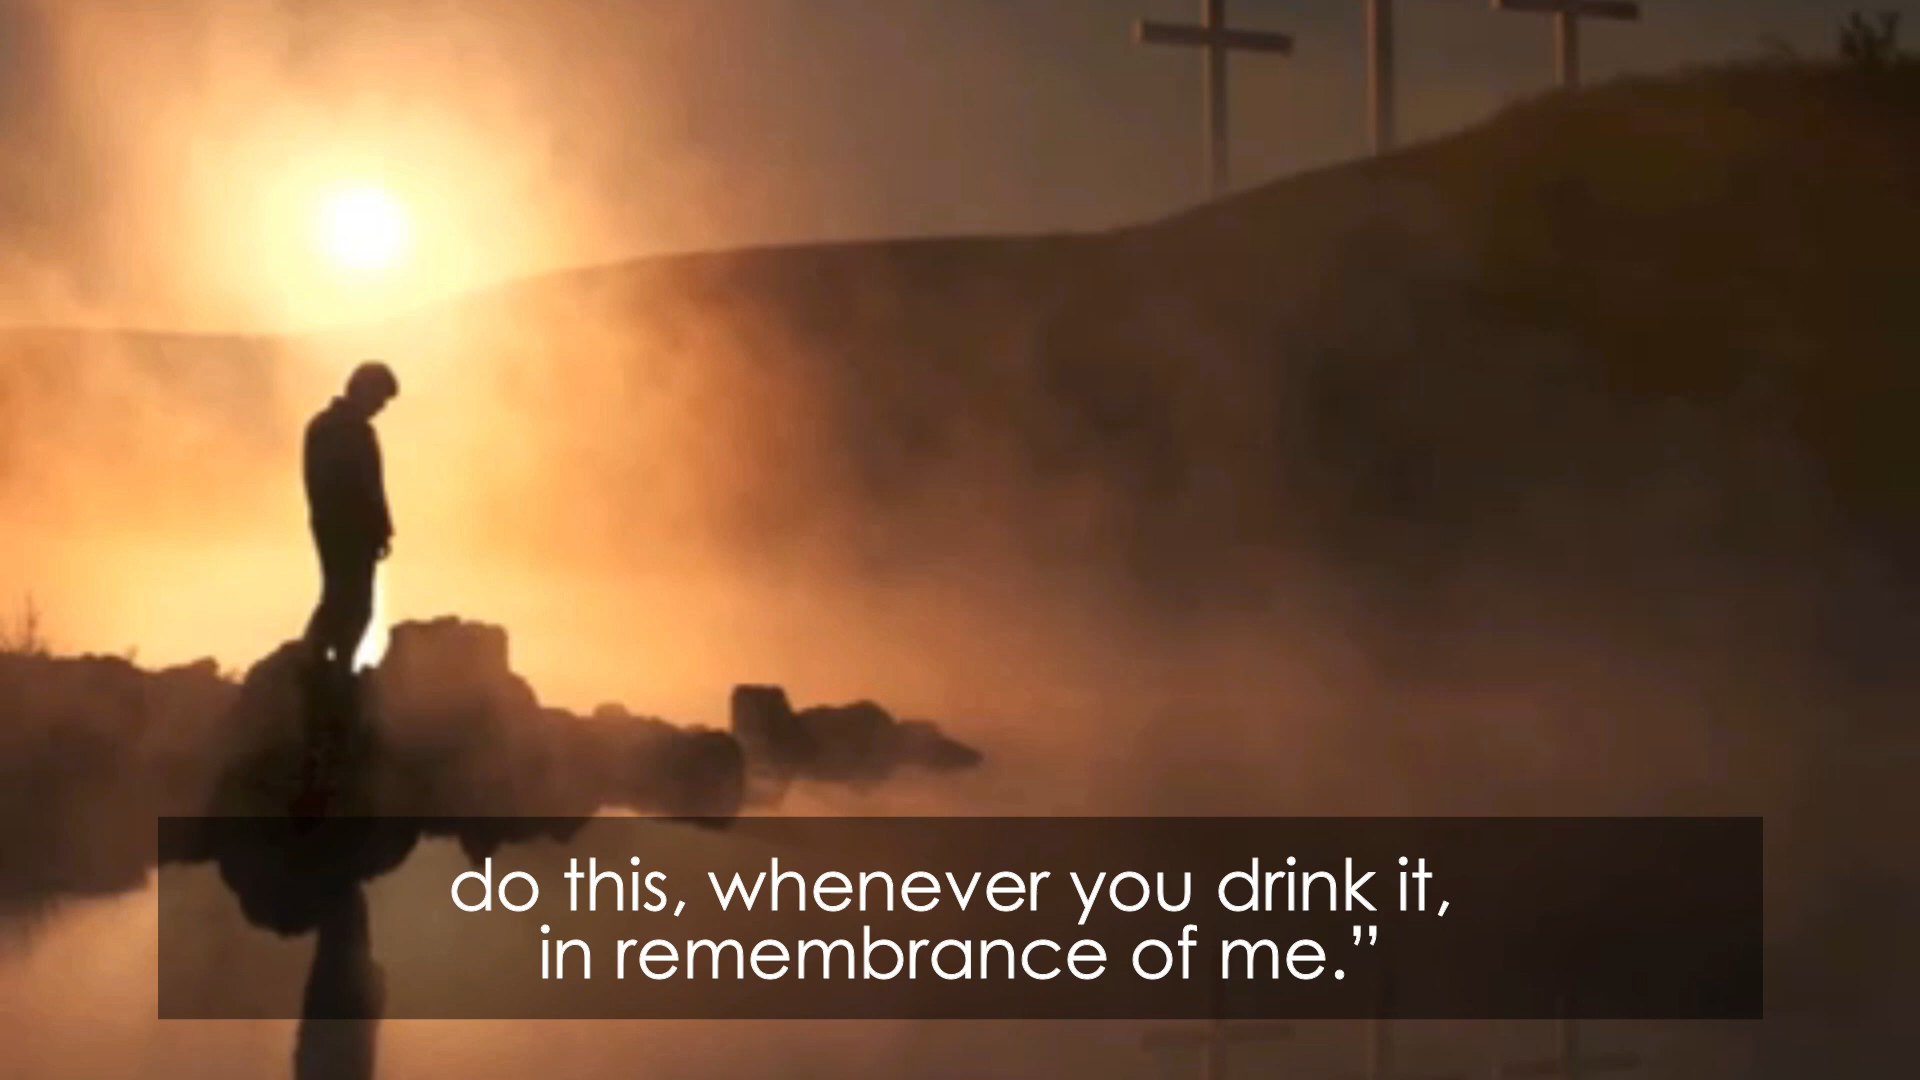 do this, whenever you drink it,
in remembrance of me.”